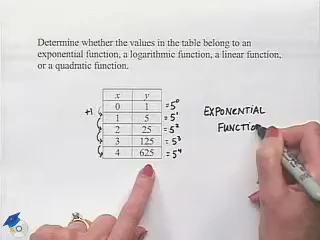 Determine whether the values in the table belong to an
exponential function, a logarithmic function, a linear function,
or a quadratic function.
x y
0 1 =5⁰
+1 1 5 =5¹
2 25 =5²
3 125 =5³
4 625 =5⁴
EXPONENTIAL
FUNCTION